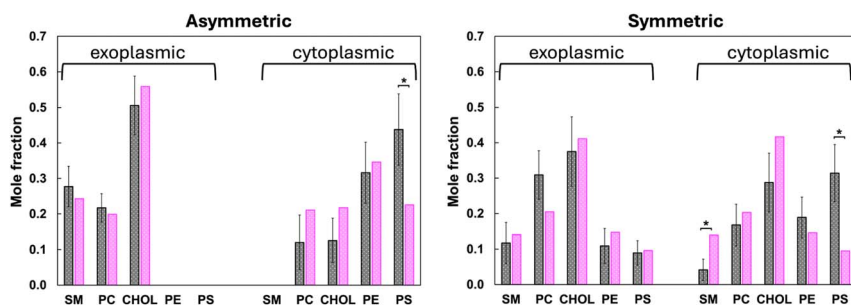 Asymmetric
exoplasmic
cytoplasmic
Mole fraction
0.7
0.6
0.5
0.4
0.3
0.2
0.1
0.0
*
SM PC CHOL PE PS
SM PC CHOL PE PS
Symmetric
exoplasmic
cytoplasmic
Mole fraction
0.7
0.6
0.5
0.4
0.3
0.2
0.1
0.0
*
*
SM PC CHOL PE PS
SM PC CHOL PE PS